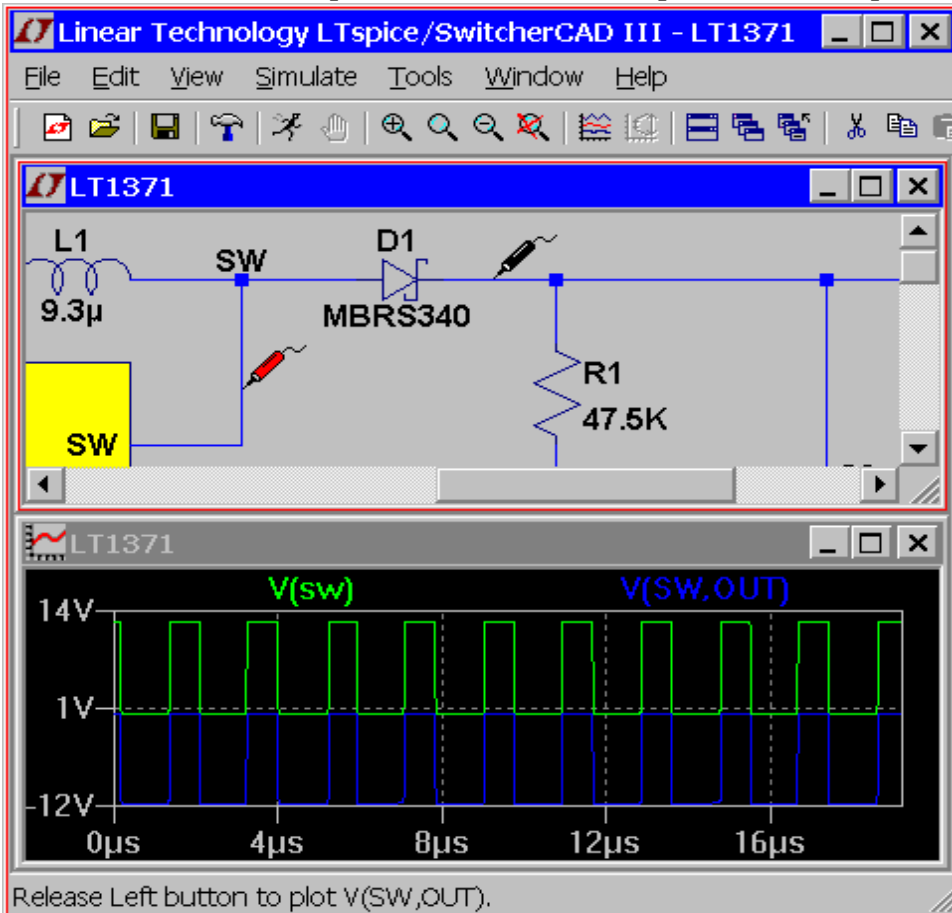 Linear Technology LTspice/SwitcherCAD III - LT1371
File Edit View Simulate Tools Window Help
LT1371
L1
9.3µ
SW
D1
MBRS340
R1
47.5K
SW
LT1371
V(sw) V(SW,OUT)
14V
1V
-12V
0µs 4µs 8µs 12µs 16µs
Release Left button to plot V(SW,OUT).